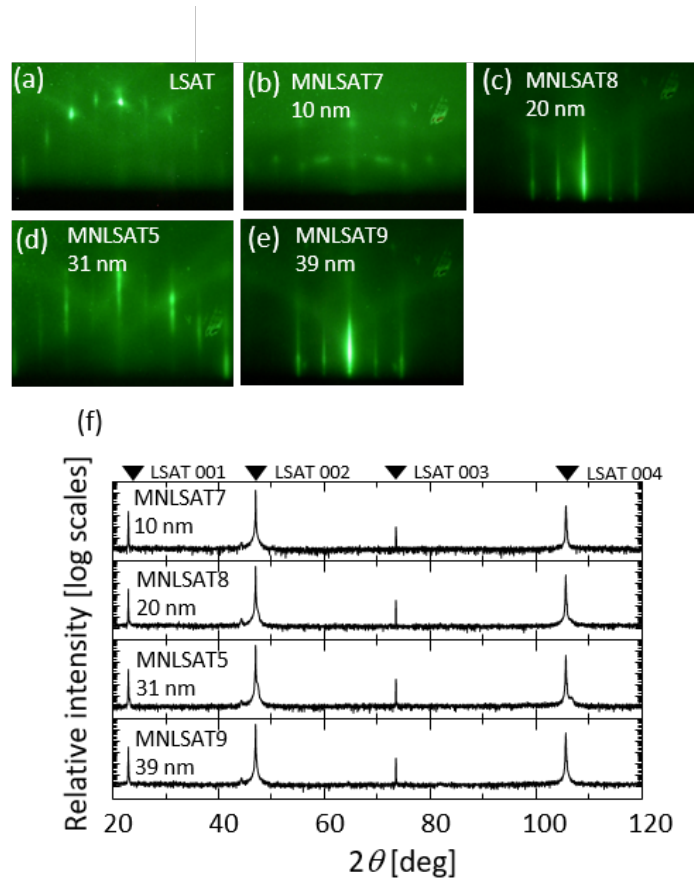 (a) LSAT
(b) MNLSAT7
10 nm
(c) MNLSAT8
20 nm
(d) MNLSAT5
31 nm
(e) MNLSAT9
39 nm
(f)
LSAT 001 LSAT 002 LSAT 003 LSAT 004
MNLSAT7
10 nm
MNLSAT8
20 nm
MNLSAT5
31 nm
MNLSAT9
39 nm
Relative intensity [log scales]
20 40 60 80 100 120
2θ [deg]